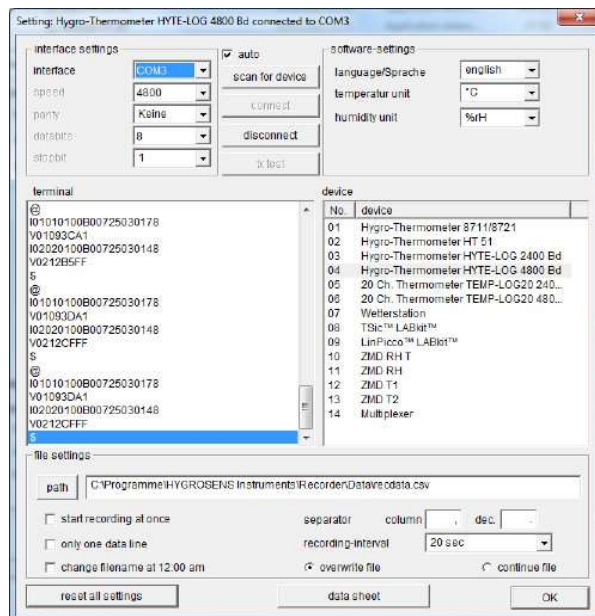 Setting: Hygro-Thermometer HYTE-LOG 4800 Bd connected to COM3
interface settings
interface COM3
speed 4800
parity Keine
databits 8
stopbit 1
auto
scan for device
connect
disconnect
tx test
software-settings
language/Sprache english
temperatur unit °C
humidity unit %rH
terminal
@
I01010100B00725030178
V01093CA1
I02020100B00725030148
V0212B5FF
$
@
I01010100B00725030178
V01093DA1
I02020100B00725030148
V0212CFFF
$
@
I01010100B00725030178
V01093DA1
I02020100B00725030148
V0212CFFF
$
device
No. device
01 Hygro-Thermometer 8711/8721
02 Hygro-Thermometer HT 51
03 Hygro-Thermometer HYTE-LOG 2400 Bd
04 Hygro-Thermometer HYTE-LOG 4800 Bd
05 20 Ch. Thermometer TEMP-LOG20 240...
06 20 Ch. Thermometer TEMP-LOG20 480...
07 Wetterstation
08 TSic™ LABkit™
09 LinPicco™ LABkit™
10 ZMD RH T
11 ZMD RH
12 ZMD T1
13 ZMD T2
14 Multiplexer
file settings
path C:\Programme\HYGROSENS Instruments\Recorder\Data\recdata.csv
start recording at once
separator column , dec.
only one data line
recording-interval 20 sec
change filename at 12:00 am
overwrite file
continue file
reset all settings
data sheet
OK